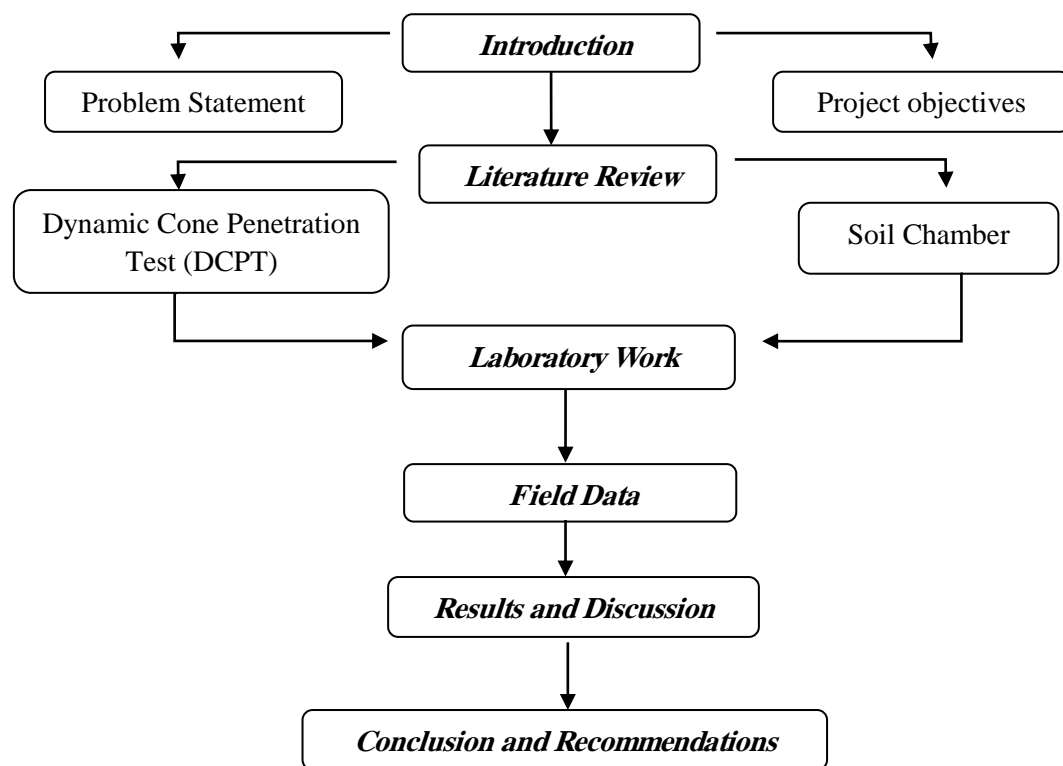 Introduction
Problem Statement
Project objectives
Literature Review
Dynamic Cone Penetration
Test (DCPT)
Soil Chamber
Laboratory Work
Field Data
Results and Discussion
Conclusion and Recommendations